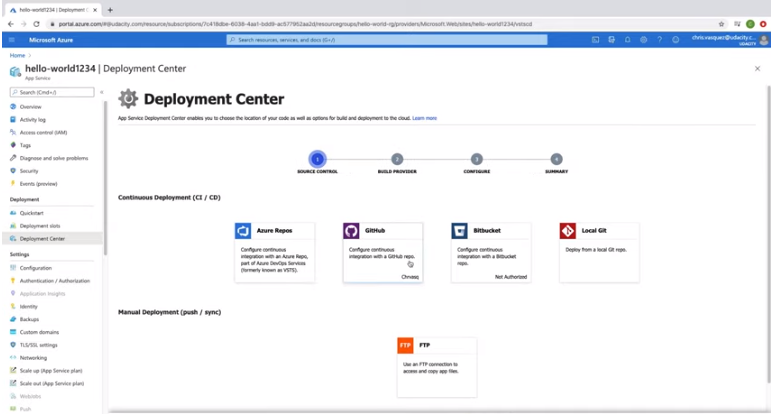 hello-world1234 | Deployment C
portal.azure.com/#@udacity.com/resource/subscriptions/7c418dbe-6038-4aa1-bdd9-ac577952aa2d/resourcegroups/hello-world-rg/providers/Microsoft.Websites/hello-world1234/vstscd
Microsoft Azure
Search resources, services, and docs (G+/)
chris.vasquez@udacity.c...
UDACITY
Home >
hello-world1234 | Deployment Center
App Service
Search (Cmd+/)
Overview
Activity log
Access control (IAM)
Tags
Diagnose and solve problems
Security
Events (preview)
Deployment
Quickstart
Deployment slots
Deployment Center
Settings
Configuration
Authentication / Authorization
Application Insights
Identity
Backups
Custom domains
TLS/SSL settings
Networking
Scale up (App Service plan)
Scale out (App Service plan)
WebJobs
Push
Deployment Center
App Service Deployment Center enables you to choose the location of your code as well as options for build and deployment to the cloud. Learn more
1 2 3 4
SOURCE CONTROL BUILD PROVIDER CONFIGURE SUMMARY
Continuous Deployment (CI / CD)
Azure Repos
Configure continuous
integration with an Azure Repo,
part of Azure DevOps Services
(formerly known as VSTS).
GitHub
Configure continuous
integration with a GitHub repo.
Chrvasq
Bitbucket
Configure continuous
integration with a Bitbucket
repo.
Not Authorized
Local Git
Deploy from a local Git repo.
Manual Deployment (push / sync)
FTP FTP
Use an FTP connection to
access and copy app files.